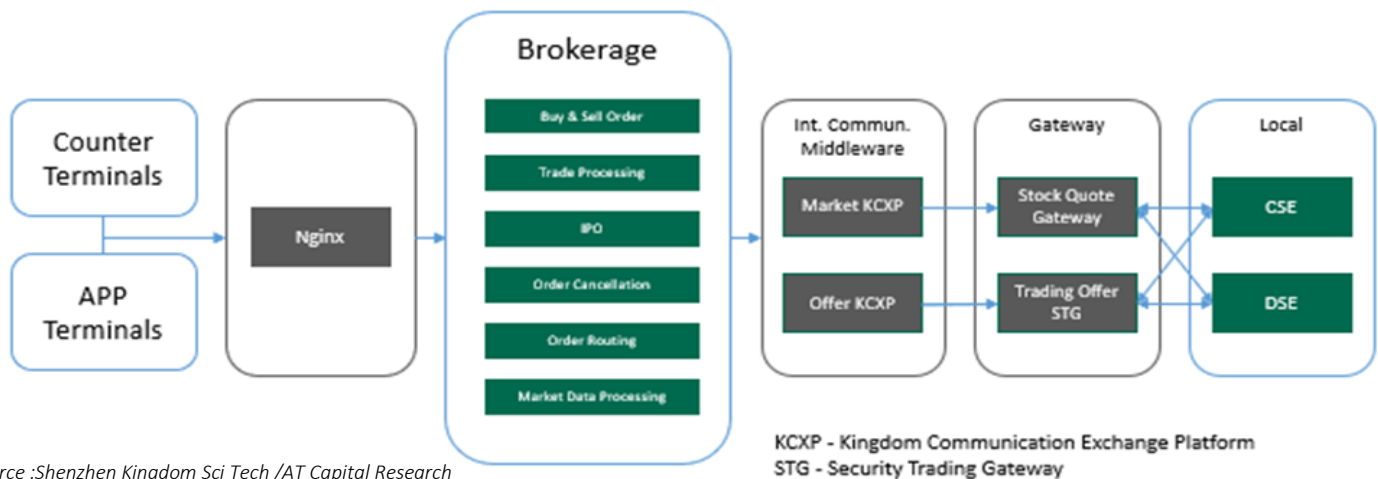 Counter
Terminals
APP
Terminals
Nginx
Brokerage
Buy & Sell Order
Trade Processing
IPO
Order Cancellation
Order Routing
Market Data Processing
Int. Commun.
Middleware
Market KCXP
Offer KCXP
Gateway
Stock Quote
Gateway
Trading Offer
STG
Local
CSE
DSE
KCXP - Kingdom Communication Exchange Platform
STG - Security Trading Gateway
rce :Shenzhen Kingdom Sci Tech /AT Capital Research